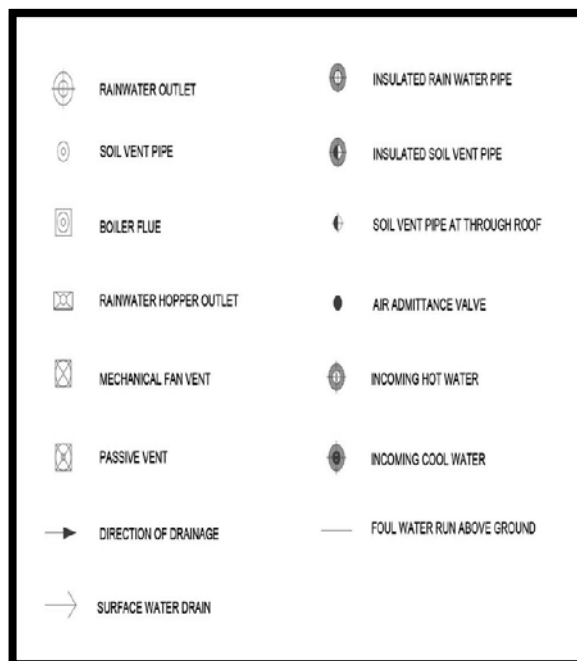 RAINWATER OUTLET
SOIL VENT PIPE
BOILER FLUE
RAINWATER HOPPER OUTLET
MECHANICAL FAN VENT
PASSIVE VENT
DIRECTION OF DRAINAGE
SURFACE WATER DRAIN
INSULATED RAIN WATER PIPE
INSULATED SOIL VENT PIPE
SOIL VENT PIPE AT THROUGH ROOF
AIR ADMITTANCE VALVE
INCOMING HOT WATER
INCOMING COOL WATER
FOUL WATER RUN ABOVE GROUND